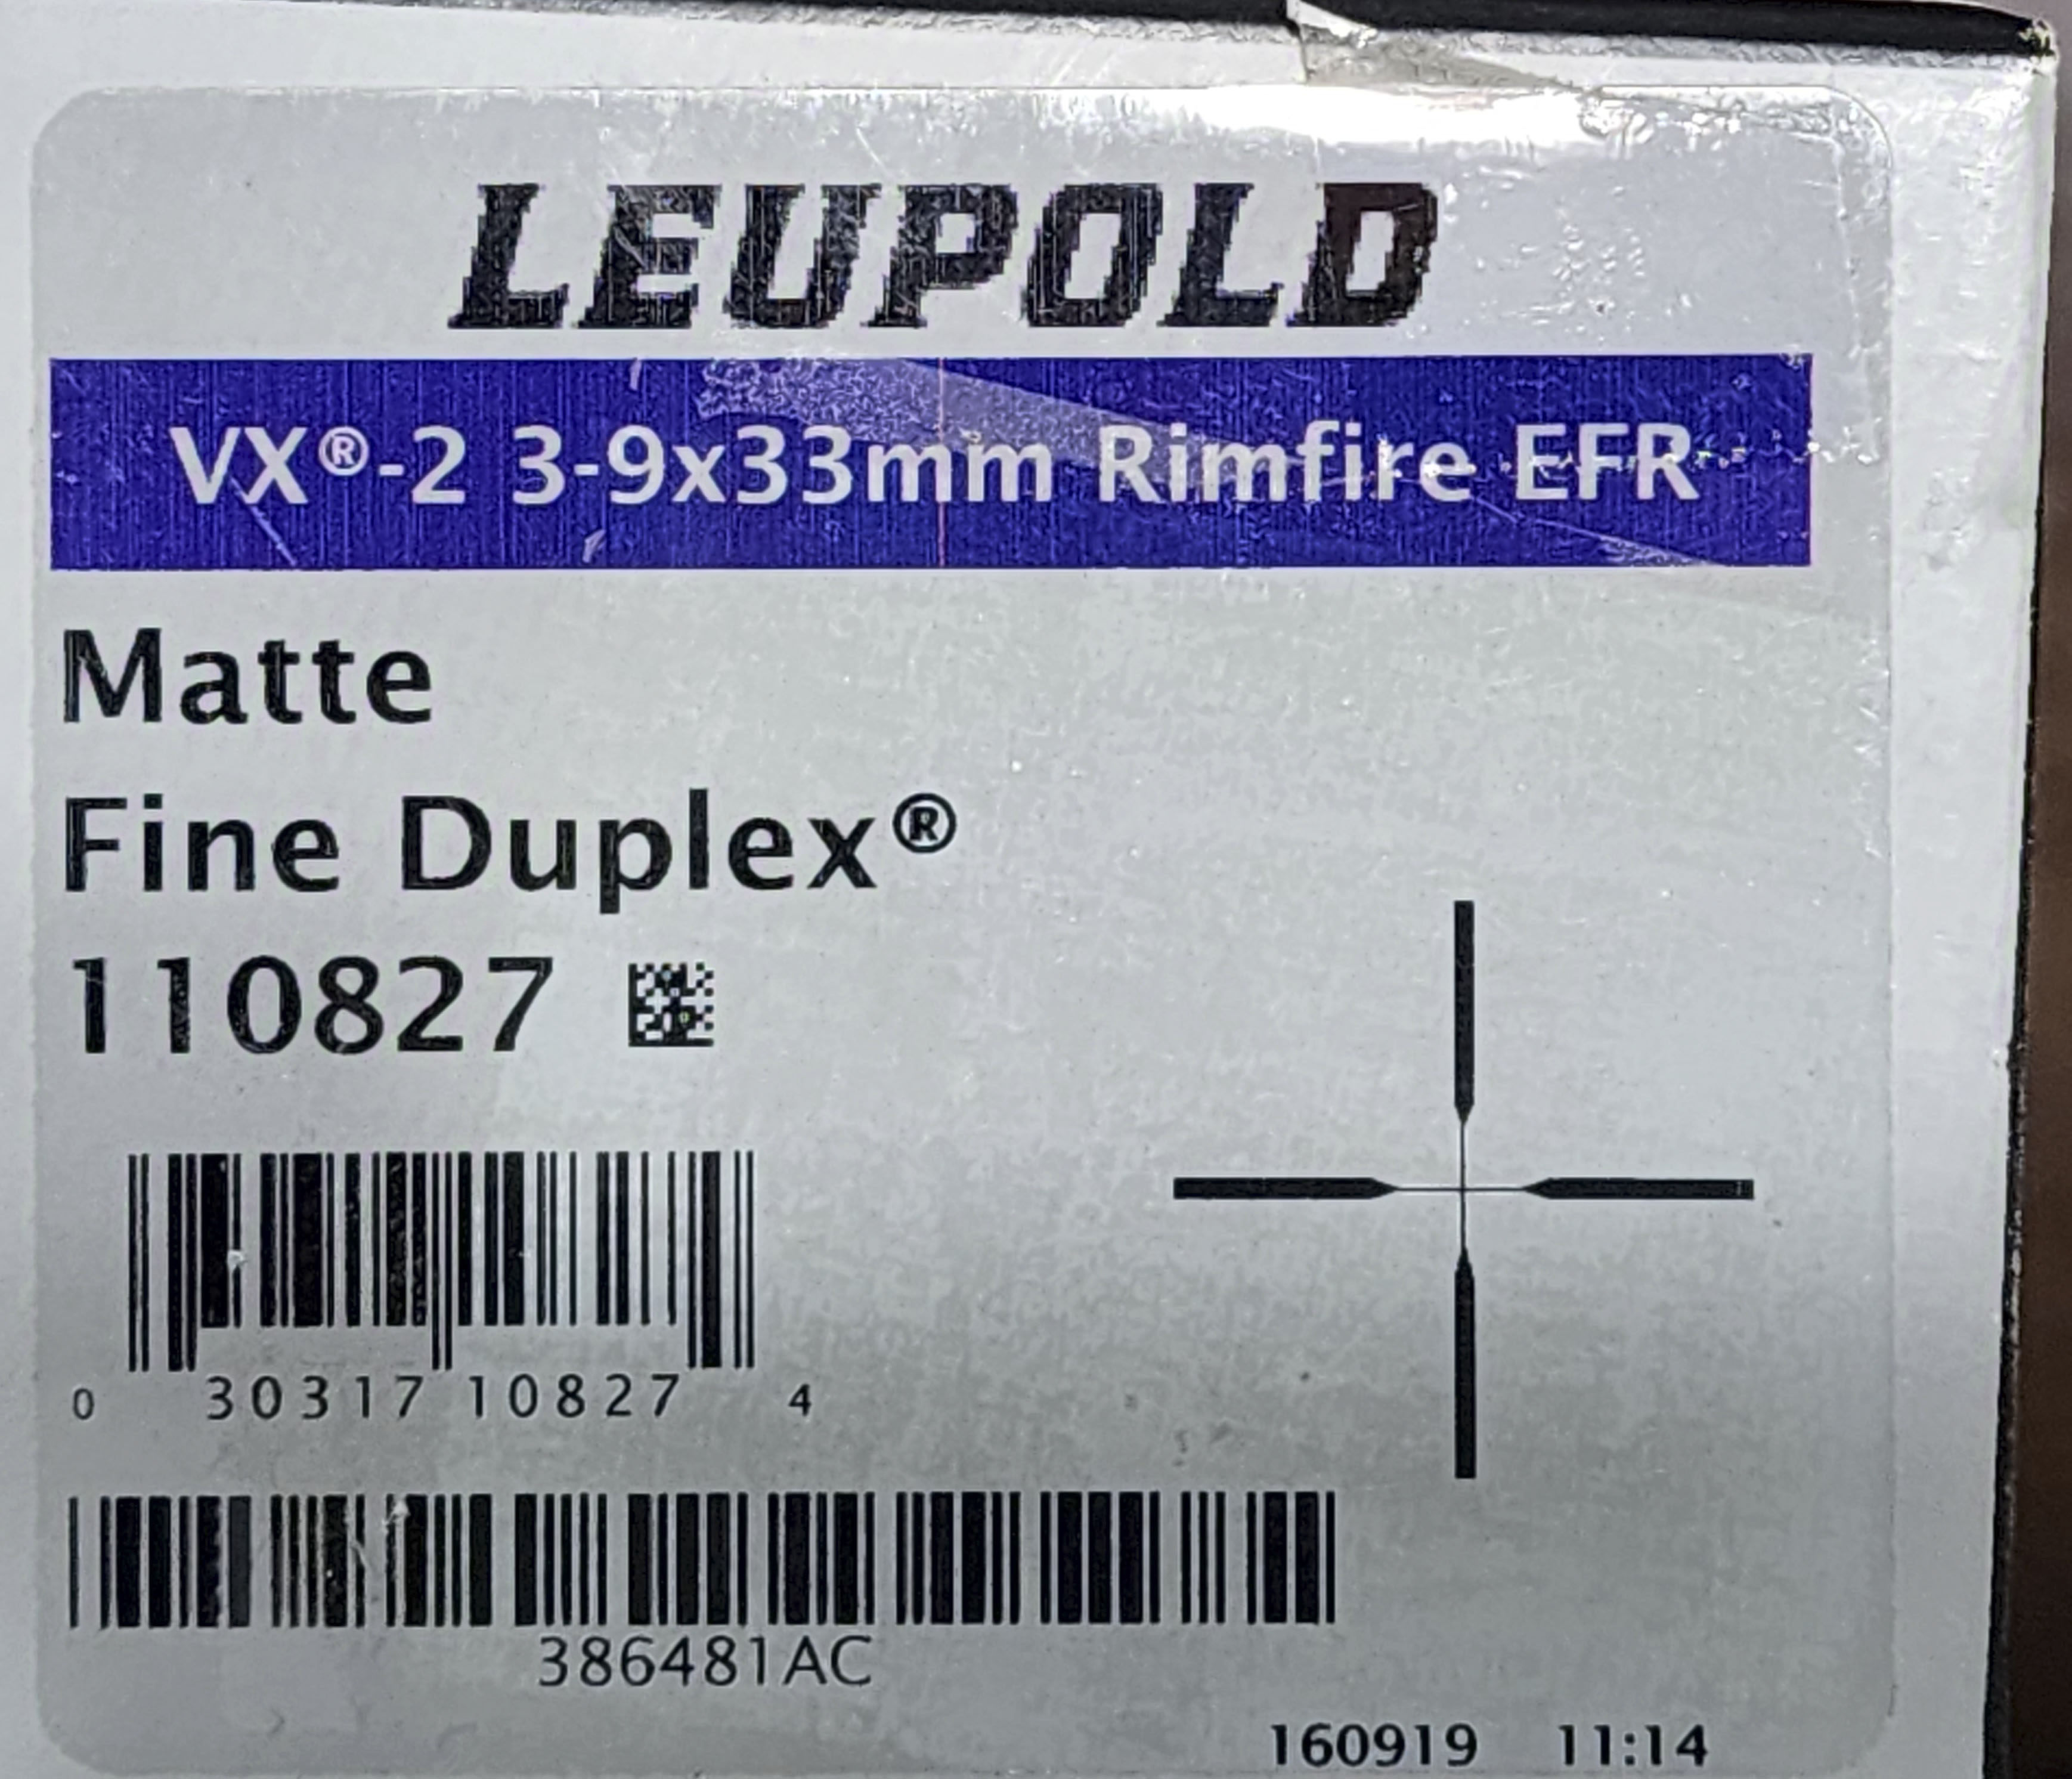 LEUPOLD
VX®-2 3-9x33mm Rimfire EFR
Matte
Fine Duplex®
110827
0 30317 10827 4
386481AC
160919 11:14